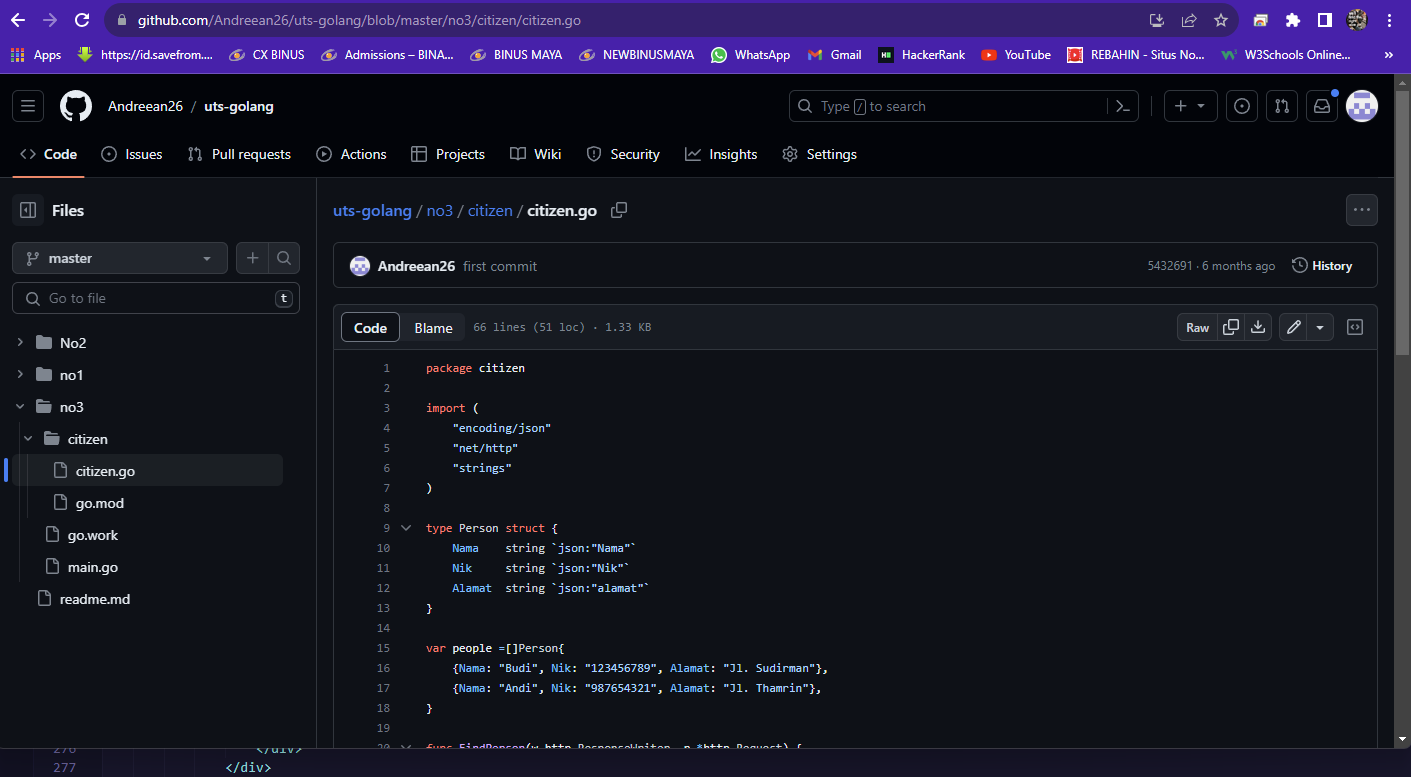 github.com/Andreean26/uts-golang/blob/master/no3/citizen/citizen.go
Apps https://id.savefrom.... CX BINUS Admissions – BINA... BINUS MAYA NEWBINUSMAYA WhatsApp Gmail HackerRank YouTube REBAHIN - Situs No... W3Schools Online... »
Andreean26 / uts-golang Type / to search
Code Issues Pull requests Actions Projects Wiki Security Insights Settings
Files
master
Go to file t
No2
no1
no3
citizen
citizen.go
go.mod
go.work
main.go
readme.md
uts-golang / no3 / citizen / citizen.go
Andreean26 first commit 5432691 · 6 months ago History
Code Blame 66 lines (51 loc) · 1.33 KB Raw
1 package citizen
2
3 import (
4 "encoding/json"
5 "net/http"
6 "strings"
7 )
8
9 type Person struct {
10 Nama string `json:"Nama"`
11 Nik string `json:"Nik"`
12 Alamat string `json:"alamat"`
13 }
14
15 var people =[]Person{
16 {Nama: "Budi", Nik: "123456789", Alamat: "Jl. Sudirman"},
17 {Nama: "Andi", Nik: "987654321", Alamat: "Jl. Thamrin"},
18 }
19
20 func FindPerson(w http.ResponseWriter, r *http.Request) {
276 </div>
277 </div>